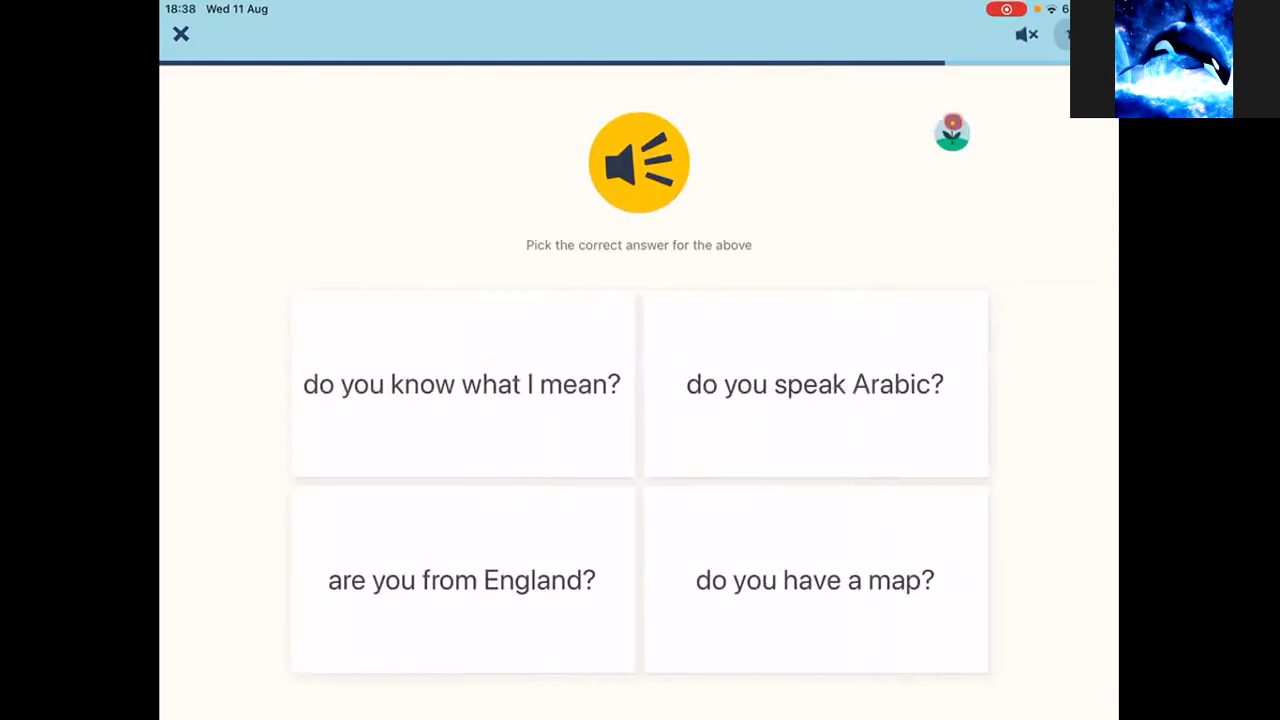 18:38 Wed 11 Aug
6
Pick the correct answer for the above
do you know what I mean?
do you speak Arabic?
are you from England?
do you have a map?